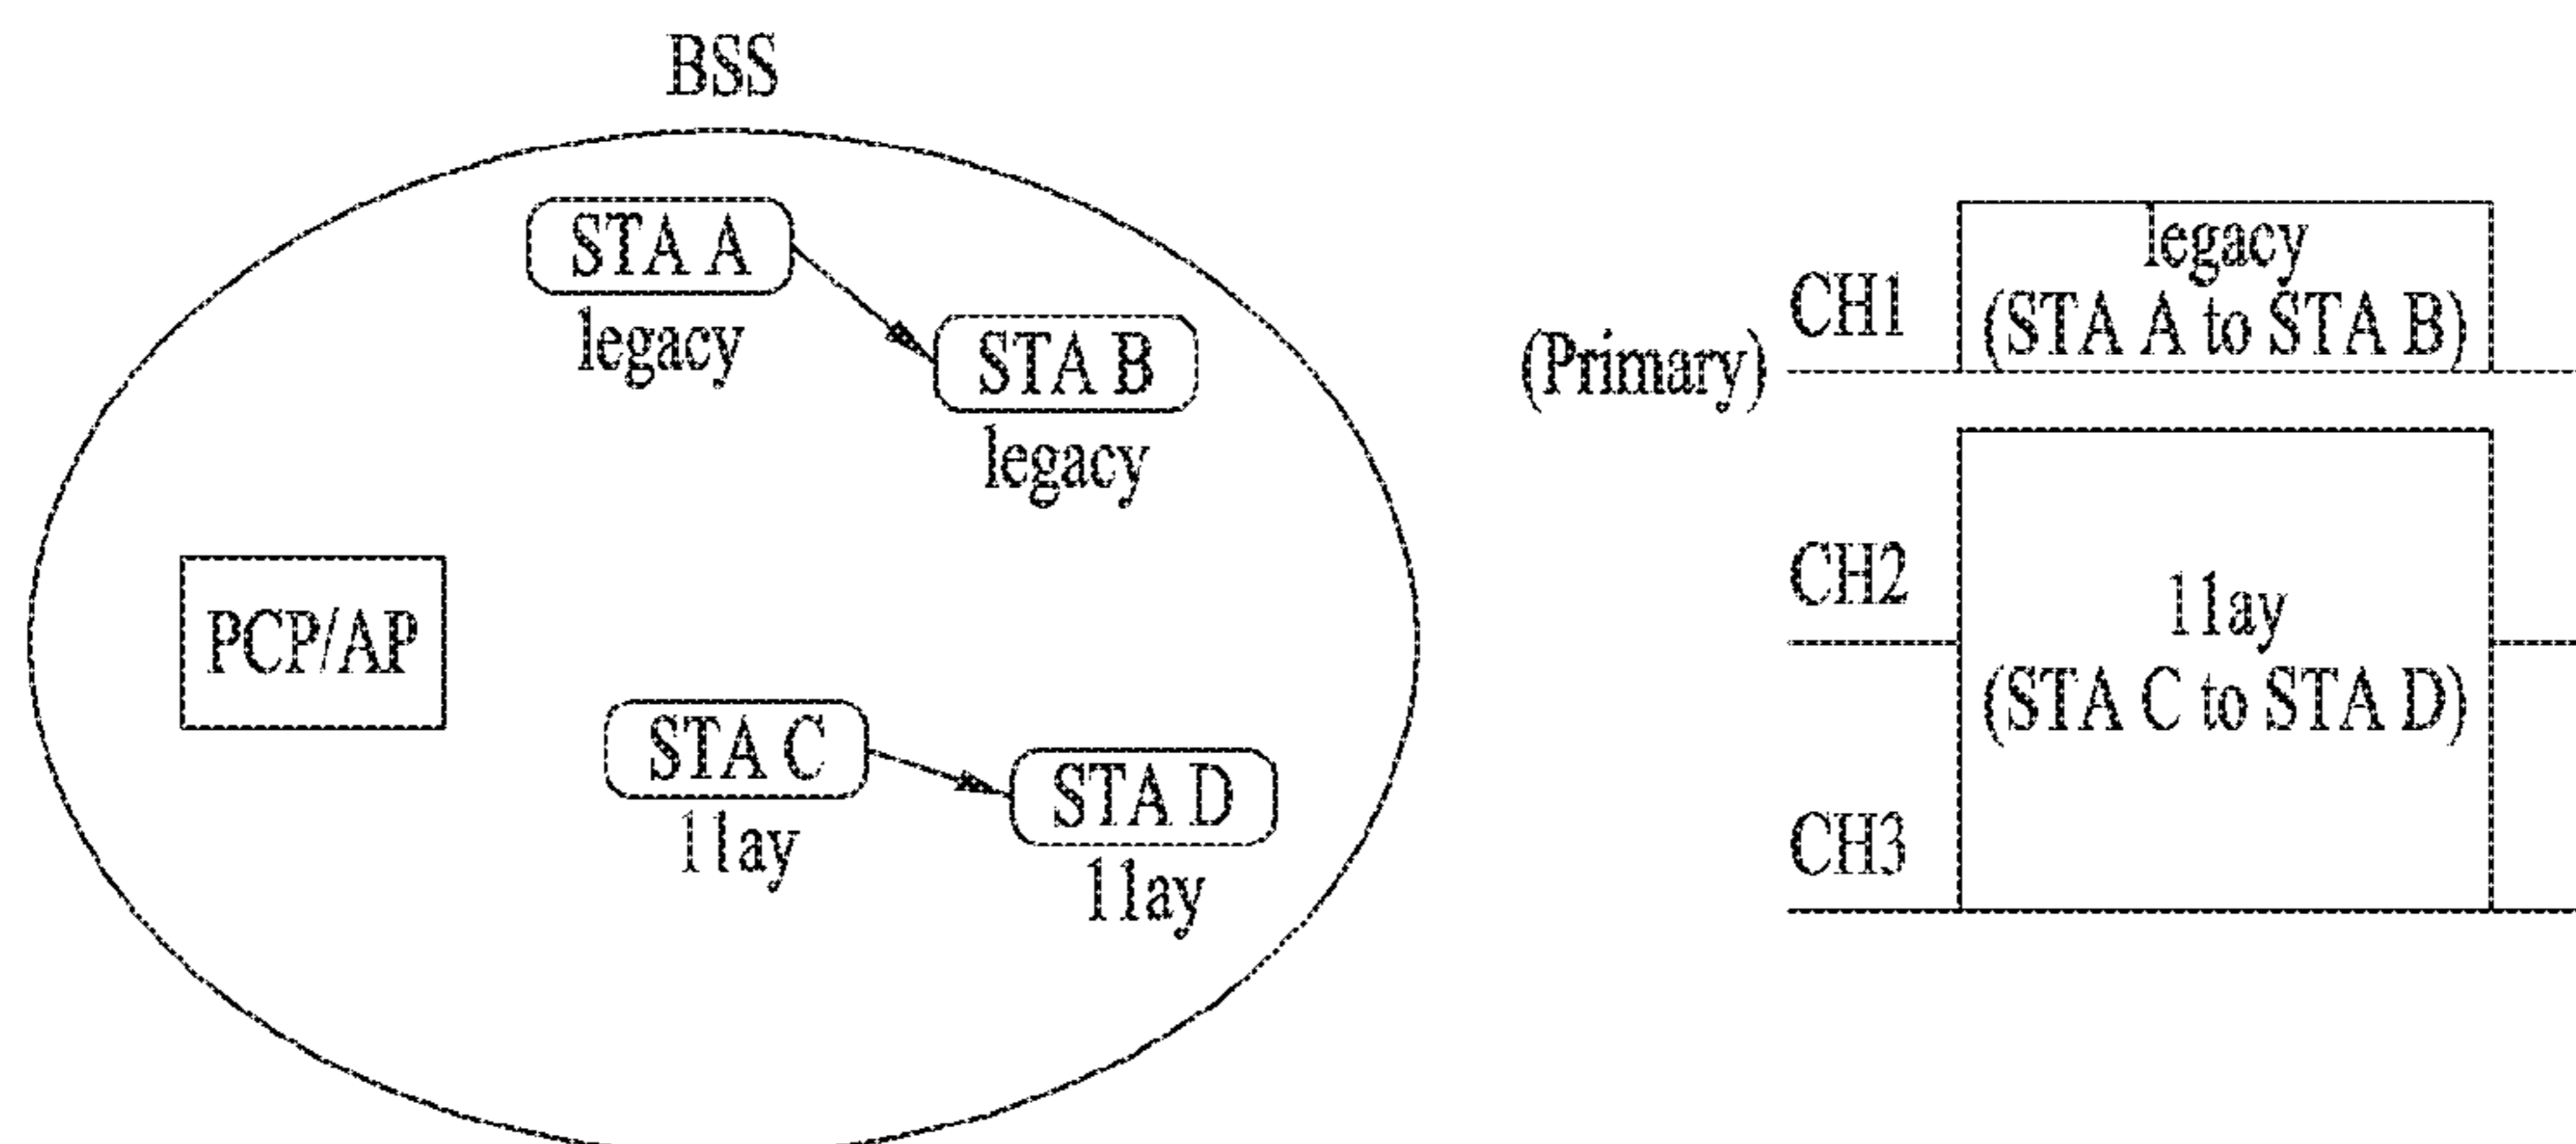 BSS
STA A
legacy
STA B
legacy
PCP/AP
STA C
11ay
STA D
11ay
(Primary)
CH1
legacy
(STA A to STA B)
CH2
11ay
(STA C to STA D)
CH3